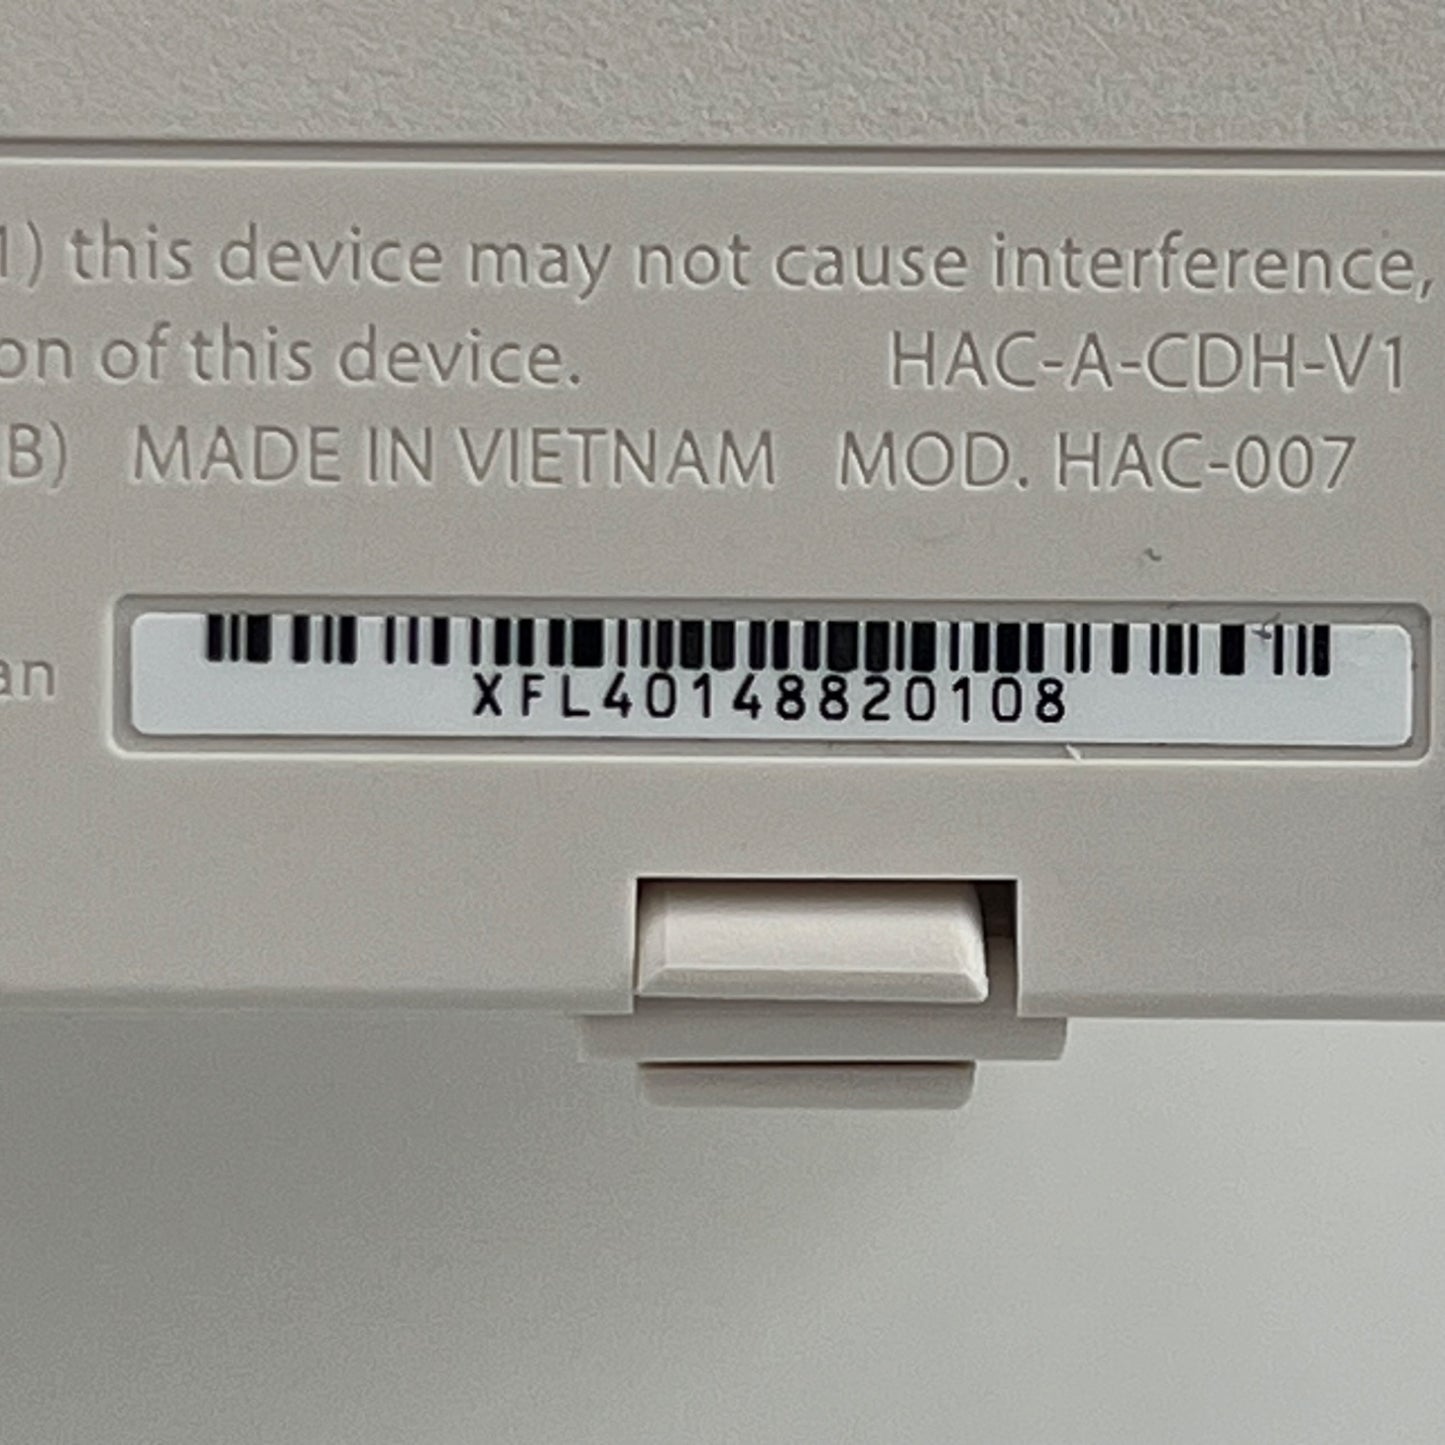 1) this device may not cause interference,
on of this device. HAC-A-CDH-V1
B) MADE IN VIETNAM MOD. HAC-007
an
XFL40148820108